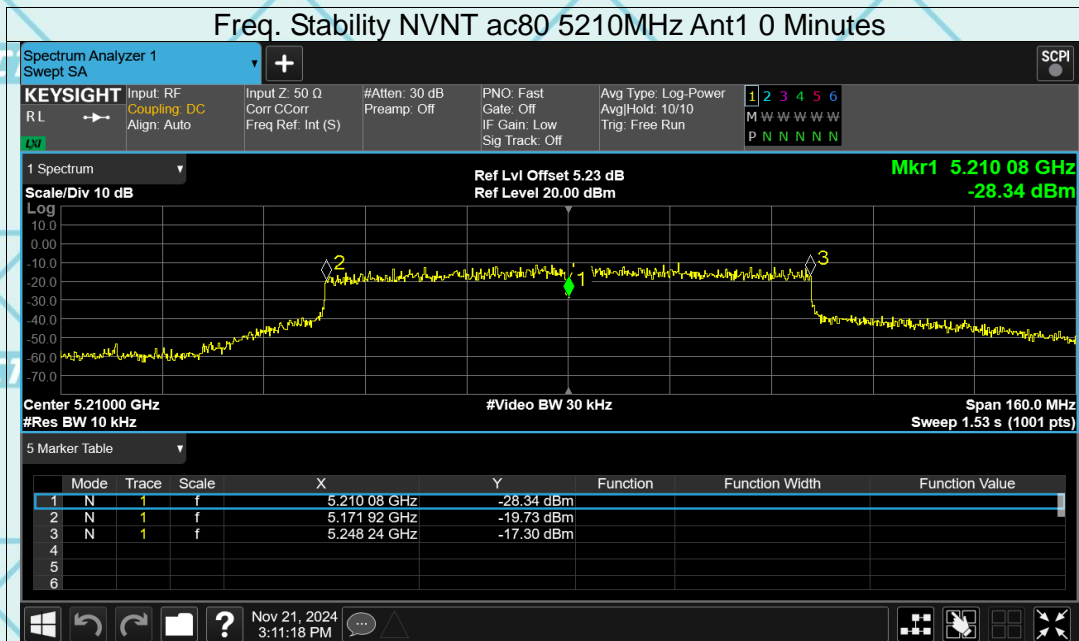 Freq. Stability NVNT ac80 5210MHz Ant1 0 Minutes
Spectrum Analyzer 1
Swept SA
+
SCPI
KEYSIGHT
RL
LXI
Input: RF
Coupling: DC
Align: Auto
Input Z: 50 Ω
Corr CCorr
Freq Ref: Int (S)
#Atten: 30 dB
Preamp: Off
PNO: Fast
Gate: Off
IF Gain: Low
Sig Track: Off
Avg Type: Log-Power
Avg|Hold: 10/10
Trig: Free Run
1 2 3 4 5 6
M W W W W W
P N N N N N
1 Spectrum
Scale/Div 10 dB
Log
Ref Lvl Offset 5.23 dB
Ref Level 20.00 dBm
Mkr1 5.210 08 GHz
-28.34 dBm
10.0
0.00
-10.0
-20.0
-30.0
-40.0
-50.0
-60.0
-70.0
2
1
3
Center 5.21000 GHz
#Res BW 10 kHz
#Video BW 30 kHz
Span 160.0 MHz
Sweep 1.53 s (1001 pts)
5 Marker Table
Mode Trace Scale X Y Function Function Width Function Value
1 N 1 f 5.210 08 GHz -28.34 dBm
2 N 1 f 5.171 92 GHz -19.73 dBm
3 N 1 f 5.248 24 GHz -17.30 dBm
4
5
6
?
Nov 21, 2024
3:11:18 PM